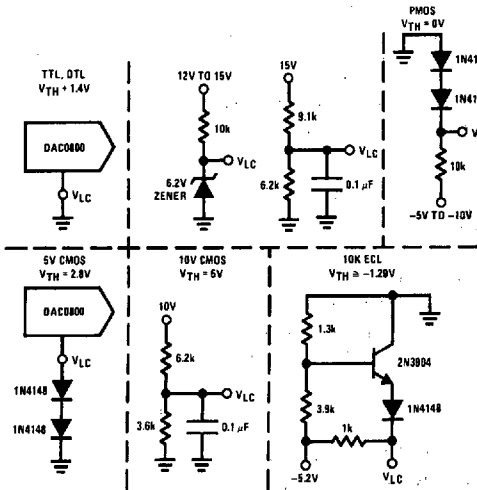 TTL, DTL
VTH + 1.4V
DAC0800
VLC
12V TO 15V
10k
VLC
6.2V
ZENER
15V
9.1k
VLC
6.2k
0.1 μF
PMOS
VTH = 0V
1N41
1N41
V
10k
-5V TO -10V
5V CMOS
VTH = 2.8V
DAC0800
VLC
1N4148
1N4148
10V CMOS
VTH = 5V
10V
6.2k
VLC
3.6k
0.1 μF
10K ECL
VTH ≅ -1.29V
1.3k
2N3904
3.9k
1N4148
1k
-5.2V
VLC